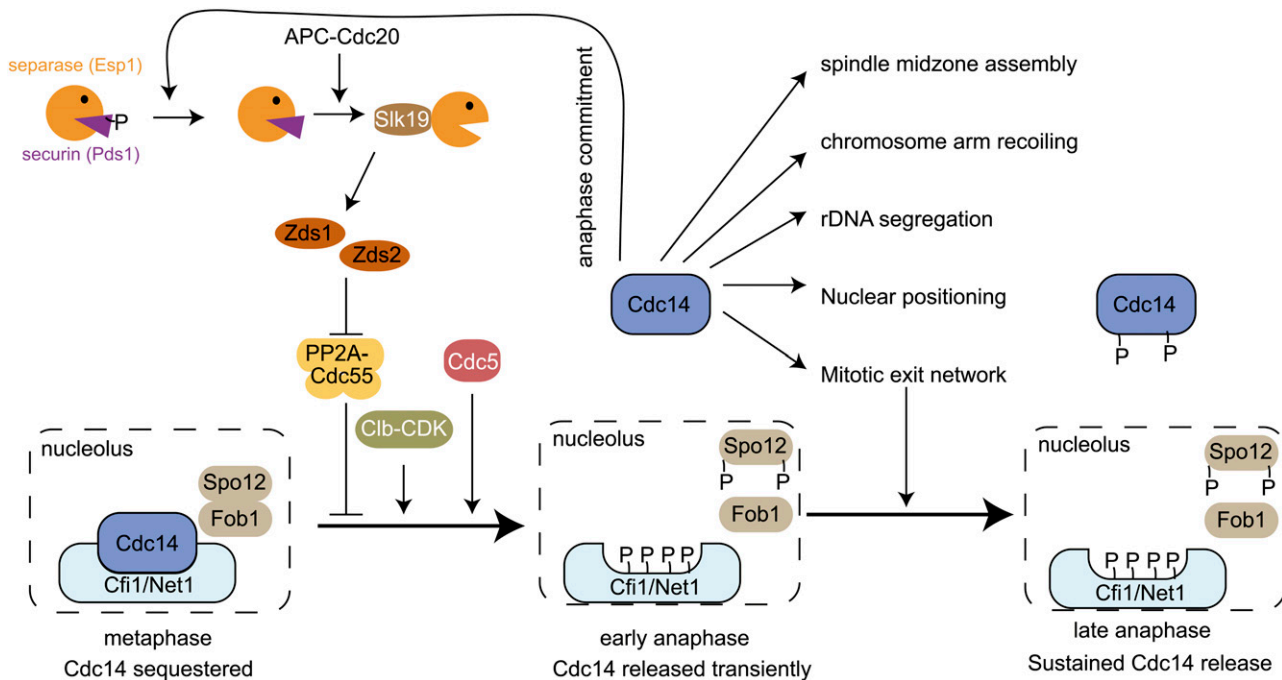 APC-Cdc20
separase (Esp1)
P
securin (Pds1)
Slk19
anaphase commitment
spindle midzone assembly
chromosome arm recoiling
rDNA segregation
Nuclear positioning
Mitotic exit network
Zds1
Zds2
Cdc14
Cdc14
P P
PP2A-
Cdc55
Cdc5
Clb-CDK
nucleolus
Spo12
Fob1
Cdc14
Cfi1/Net1
metaphase
Cdc14 sequestered
nucleolus
Spo12
P P
Fob1
P P P P
Cfi1/Net1
early anaphase
Cdc14 released transiently
nucleolus
Spo12
P P
Fob1
P P P P
Cfi1/Net1
late anaphase
Sustained Cdc14 release